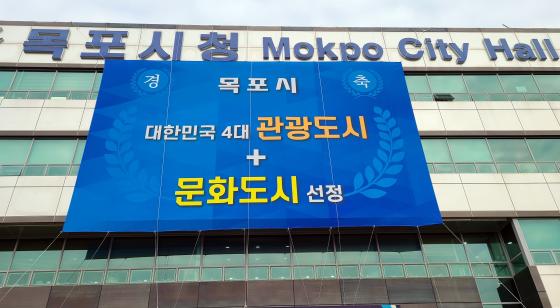 목포시청 Mokpo City Hall
경 축
목포시
대한민국 4대 관광도시
+
문화도시 선정